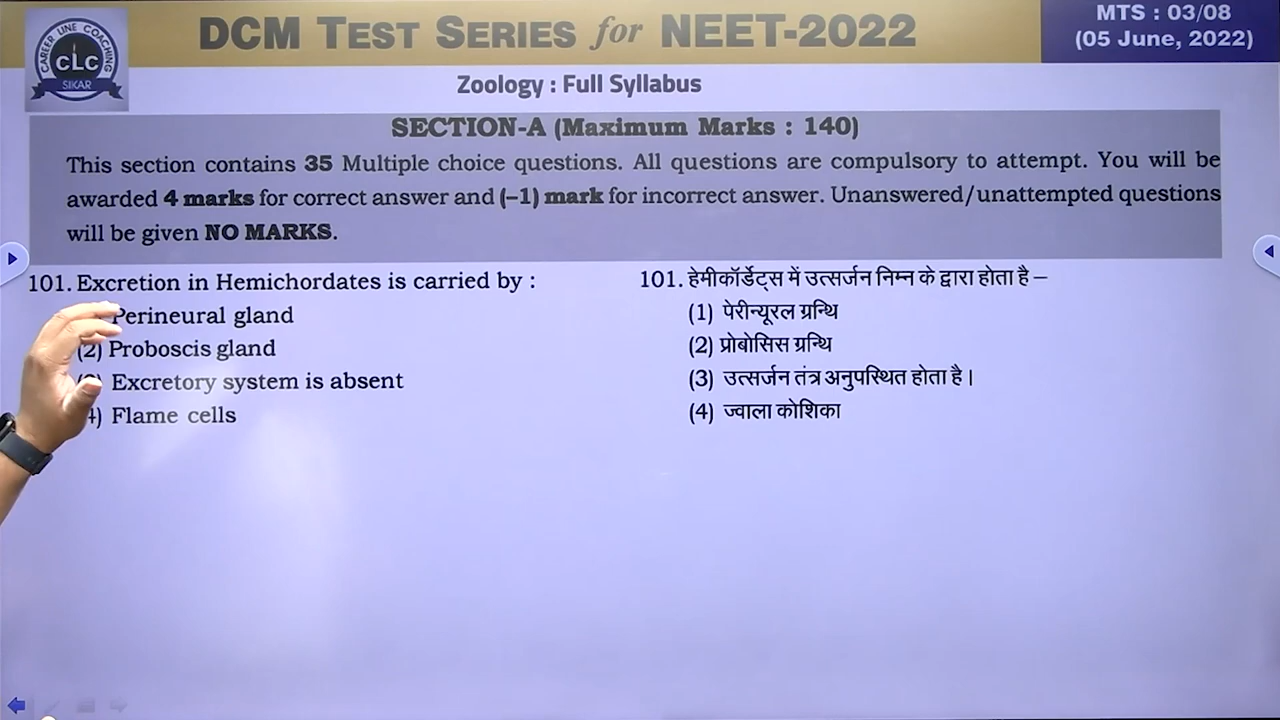 CAREER LINE COACHING
CLC
SIKAR
DCM TEST SERIES for NEET-2022
MTS : 03/08
(05 June, 2022)
Zoology : Full Syllabus
SECTION-A (Maximum Marks : 140)
This section contains 35 Multiple choice questions. All questions are compulsory to attempt. You will be
awarded 4 marks for correct answer and (–1) mark for incorrect answer. Unanswered/unattempted questions
will be given NO MARKS.
101. Excretion in Hemichordates is carried by :
Perineural gland
(2) Proboscis gland
Excretory system is absent
4) Flame cells
101. हेमीकॉर्डेट्स में उत्सर्जन निम्न के द्वारा होता है –
(1) पेरीन्यूरल ग्रन्थि
(2) प्रोबोसिस ग्रन्थि
(3) उत्सर्जन तंत्र अनुपस्थित होता है।
(4) ज्वाला कोशिका